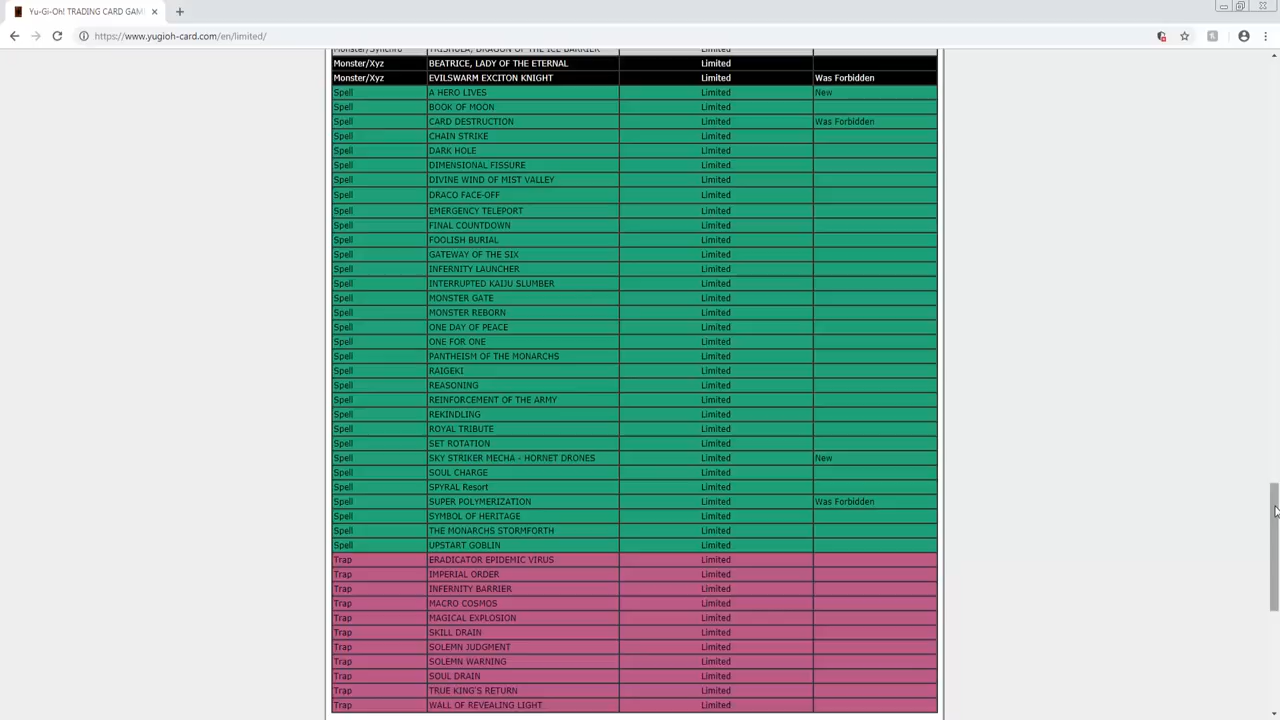 Yu-Gi-Oh! TRADING CARD GAM
https://www.yugioh-card.com/en/limited/
Monster/Synchro TRISHULA, DRAGON OF THE ICE BARRIER Limited
Monster/Xyz BEATRICE, LADY OF THE ETERNAL Limited
Monster/Xyz EVILSWARM EXCITON KNIGHT Limited Was Forbidden
Spell A HERO LIVES Limited New
Spell BOOK OF MOON Limited
Spell CARD DESTRUCTION Limited Was Forbidden
Spell CHAIN STRIKE Limited
Spell DARK HOLE Limited
Spell DIMENSIONAL FISSURE Limited
Spell DIVINE WIND OF MIST VALLEY Limited
Spell DRACO FACE-OFF Limited
Spell EMERGENCY TELEPORT Limited
Spell FINAL COUNTDOWN Limited
Spell FOOLISH BURIAL Limited
Spell GATEWAY OF THE SIX Limited
Spell INFERNITY LAUNCHER Limited
Spell INTERRUPTED KAIJU SLUMBER Limited
Spell MONSTER GATE Limited
Spell MONSTER REBORN Limited
Spell ONE DAY OF PEACE Limited
Spell ONE FOR ONE Limited
Spell PANTHEISM OF THE MONARCHS Limited
Spell RAIGEKI Limited
Spell REASONING Limited
Spell REINFORCEMENT OF THE ARMY Limited
Spell REKINDLING Limited
Spell ROYAL TRIBUTE Limited
Spell SET ROTATION Limited
Spell SKY STRIKER MECHA - HORNET DRONES Limited New
Spell SOUL CHARGE Limited
Spell SPYRAL Resort Limited
Spell SUPER POLYMERIZATION Limited Was Forbidden
Spell SYMBOL OF HERITAGE Limited
Spell THE MONARCHS STORMFORTH Limited
Spell UPSTART GOBLIN Limited
Trap ERADICATOR EPIDEMIC VIRUS Limited
Trap IMPERIAL ORDER Limited
Trap INFERNITY BARRIER Limited
Trap MACRO COSMOS Limited
Trap MAGICAL EXPLOSION Limited
Trap SKILL DRAIN Limited
Trap SOLEMN JUDGMENT Limited
Trap SOLEMN WARNING Limited
Trap SOUL DRAIN Limited
Trap TRUE KING'S RETURN Limited
Trap WALL OF REVEALING LIGHT Limited